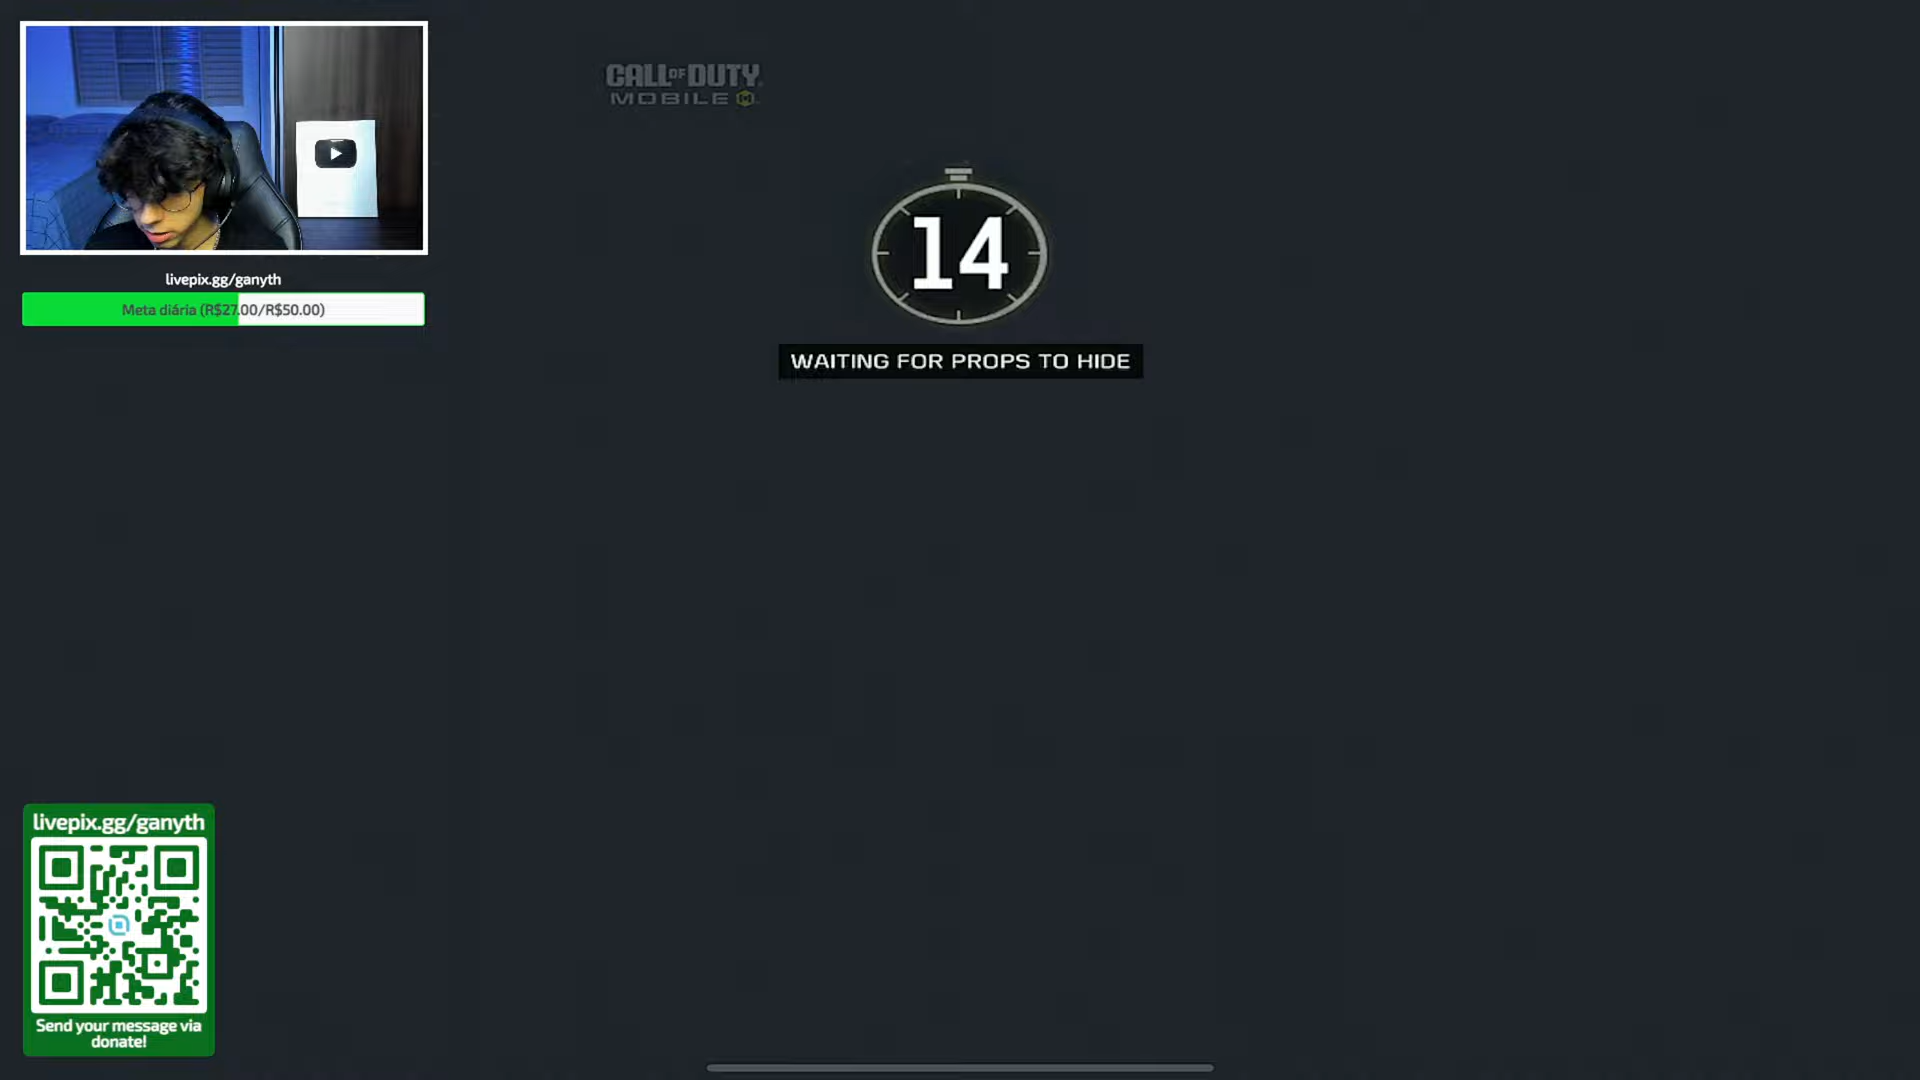 CALL OF DUTY
MOBILE
14
WAITING FOR PROPS TO HIDE
livepix.gg/ganyth
Meta diária (R$27.00/R$50.00)
livepix.gg/ganyth
Send your message via
donate!